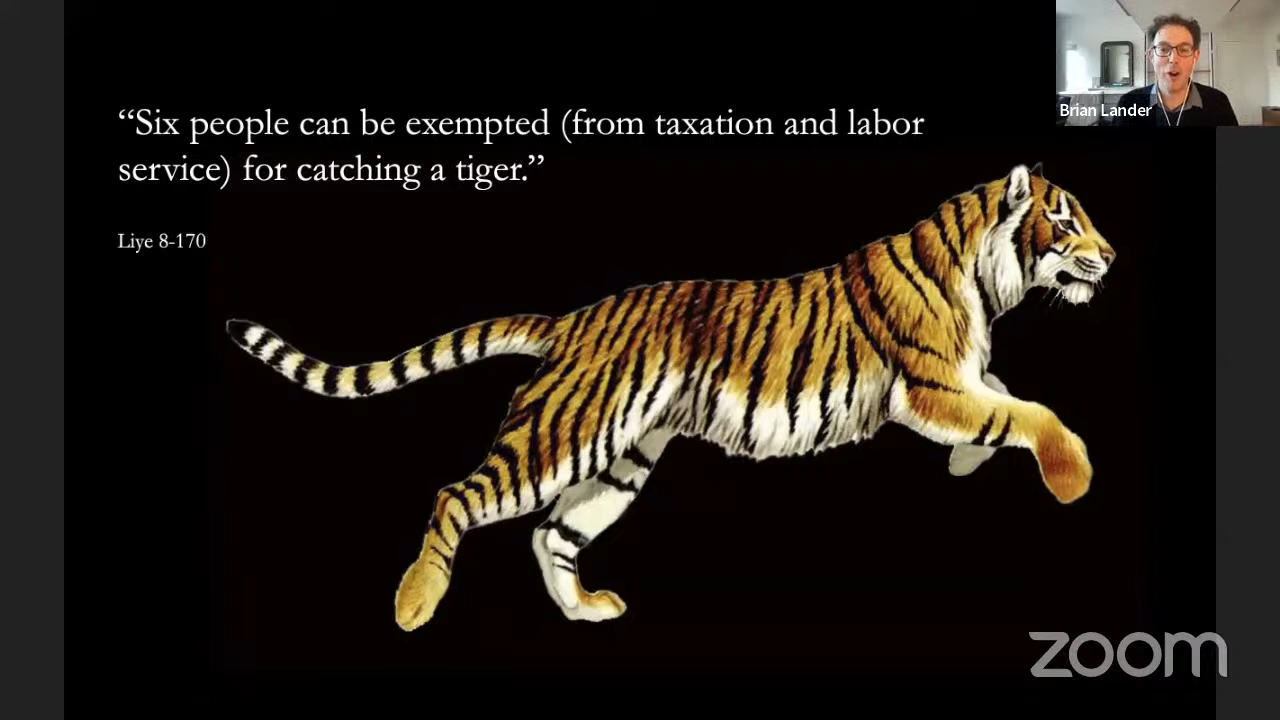 “Six people can be exempted (from taxation and labor
service) for catching a tiger.”
Liye 8-170
Brian Lander
zoom